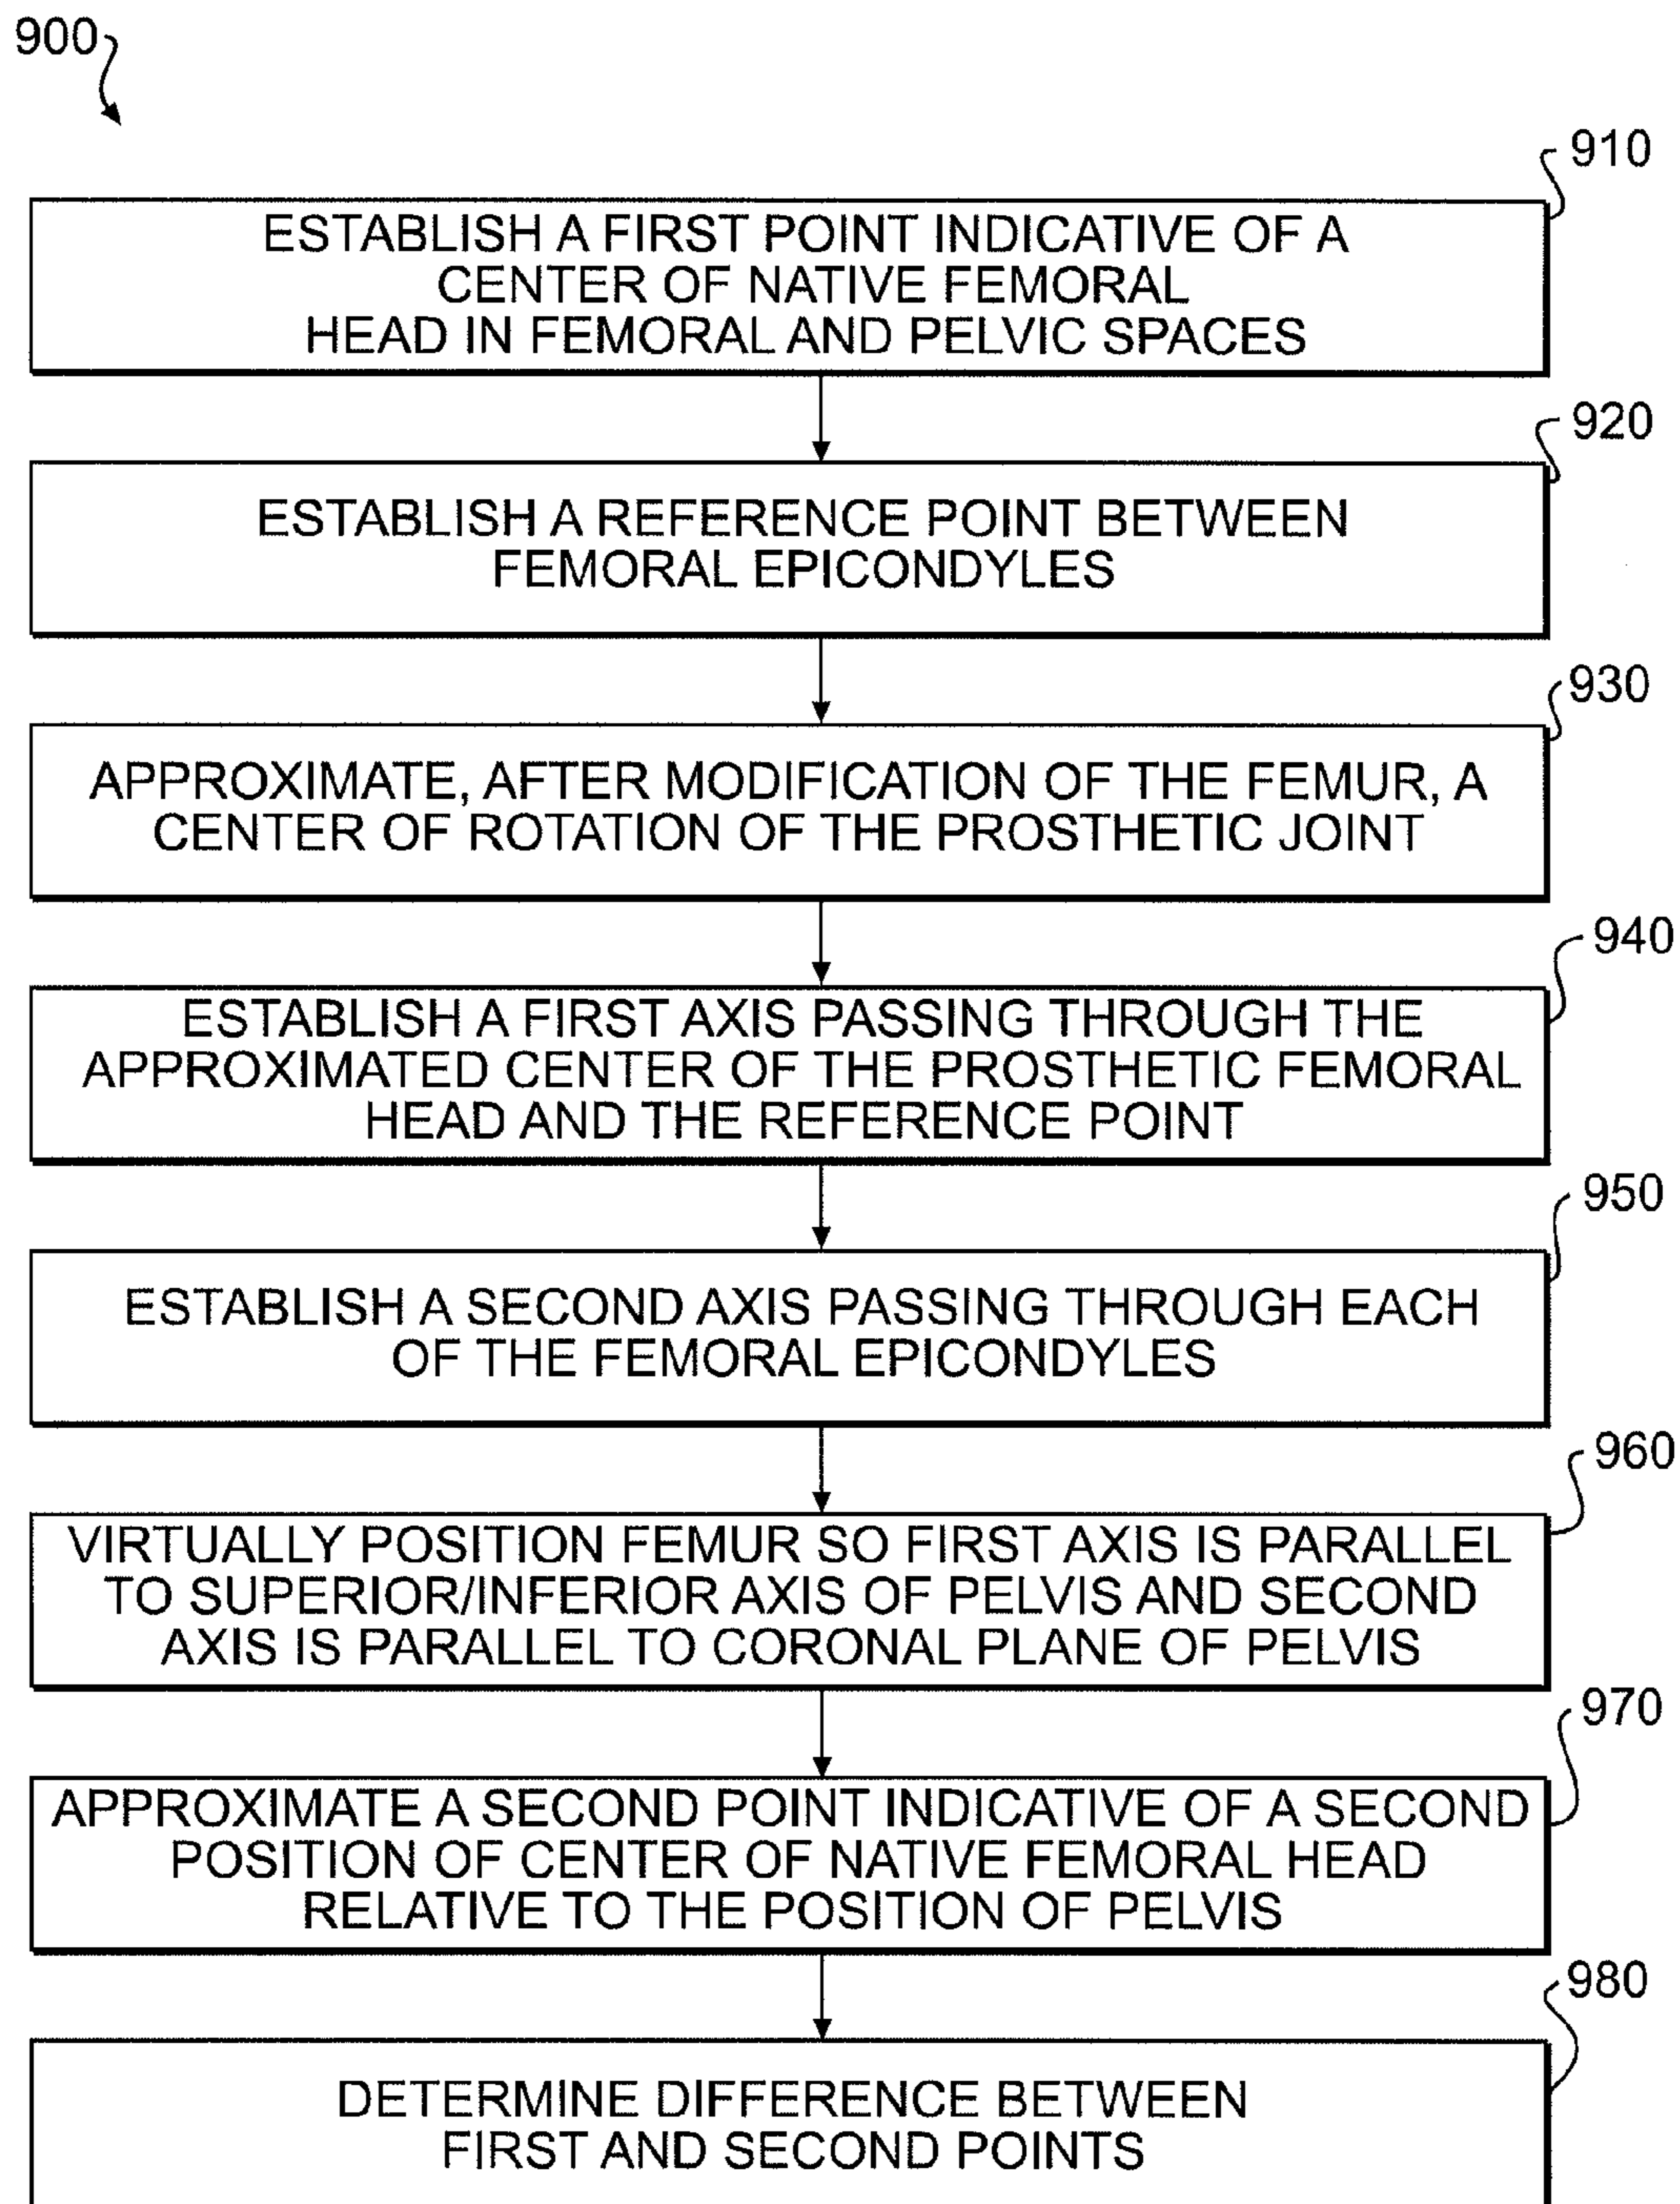 900
910
ESTABLISH A FIRST POINT INDICATIVE OF A
CENTER OF NATIVE FEMORAL
HEAD IN FEMORAL AND PELVIC SPACES
920
ESTABLISH A REFERENCE POINT BETWEEN
FEMORAL EPICONDYLES
930
APPROXIMATE, AFTER MODIFICATION OF THE FEMUR, A
CENTER OF ROTATION OF THE PROSTHETIC JOINT
940
ESTABLISH A FIRST AXIS PASSING THROUGH THE
APPROXIMATED CENTER OF THE PROSTHETIC FEMORAL
HEAD AND THE REFERENCE POINT
950
ESTABLISH A SECOND AXIS PASSING THROUGH EACH
OF THE FEMORAL EPICONDYLES
960
VIRTUALLY POSITION FEMUR SO FIRST AXIS IS PARALLEL
TO SUPERIOR/INFERIOR AXIS OF PELVIS AND SECOND
AXIS IS PARALLEL TO CORONAL PLANE OF PELVIS
970
APPROXIMATE A SECOND POINT INDICATIVE OF A SECOND
POSITION OF CENTER OF NATIVE FEMORAL HEAD
RELATIVE TO THE POSITION OF PELVIS
980
DETERMINE DIFFERENCE BETWEEN
FIRST AND SECOND POINTS